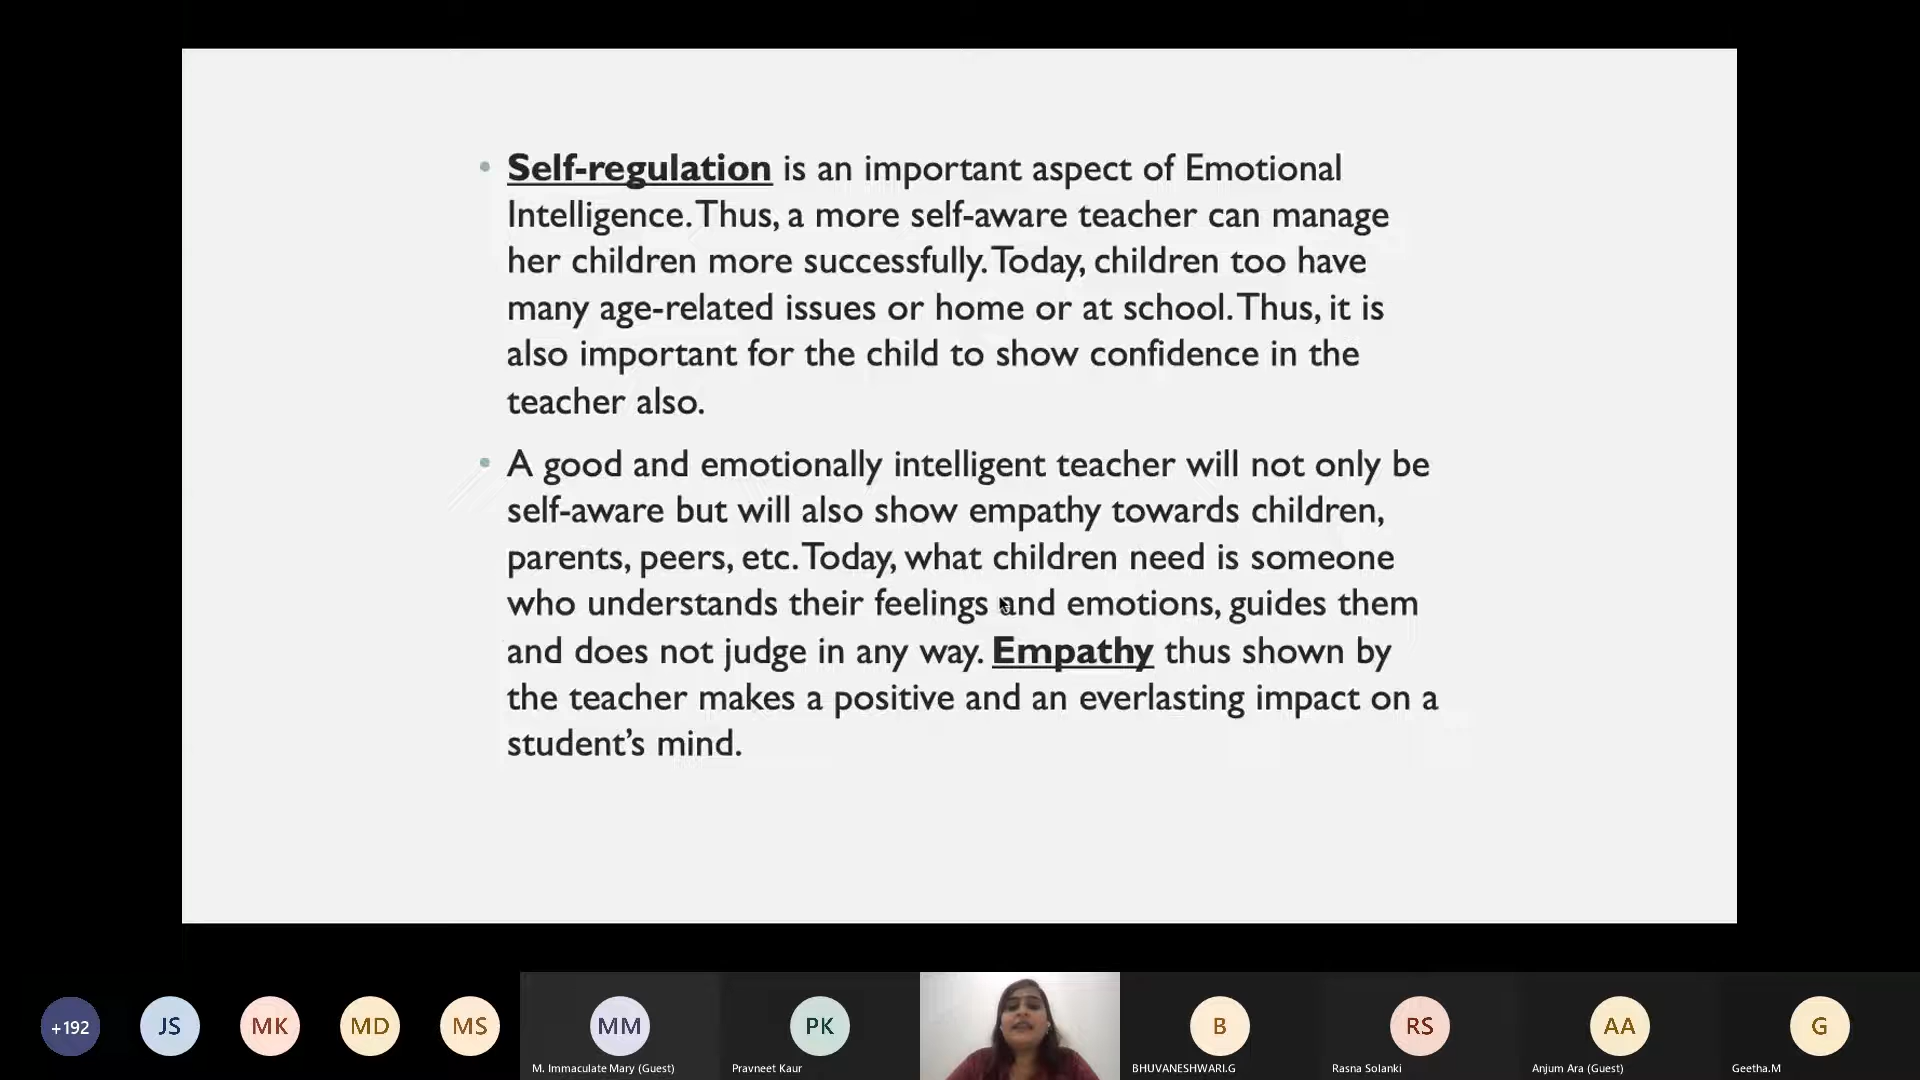 • Self-regulation is an important aspect of Emotional
Intelligence. Thus, a more self-aware teacher can manage
her children more successfully. Today, children too have
many age-related issues or home or at school. Thus, it is
also important for the child to show confidence in the
teacher also.
• A good and emotionally intelligent teacher will not only be
self-aware but will also show empathy towards children,
parents, peers, etc. Today, what children need is someone
who understands their feelings and emotions, guides them
and does not judge in any way. Empathy thus shown by
the teacher makes a positive and an everlasting impact on a
student’s mind.
+192
JS
MK
MD
MS
MM
M. Immaculate Mary (Guest)
PK
Pravneet Kaur
B
BHUVANESHWARI.G
RS
Rasna Solanki
AA
Anjum Ara (Guest)
G
Geetha.M